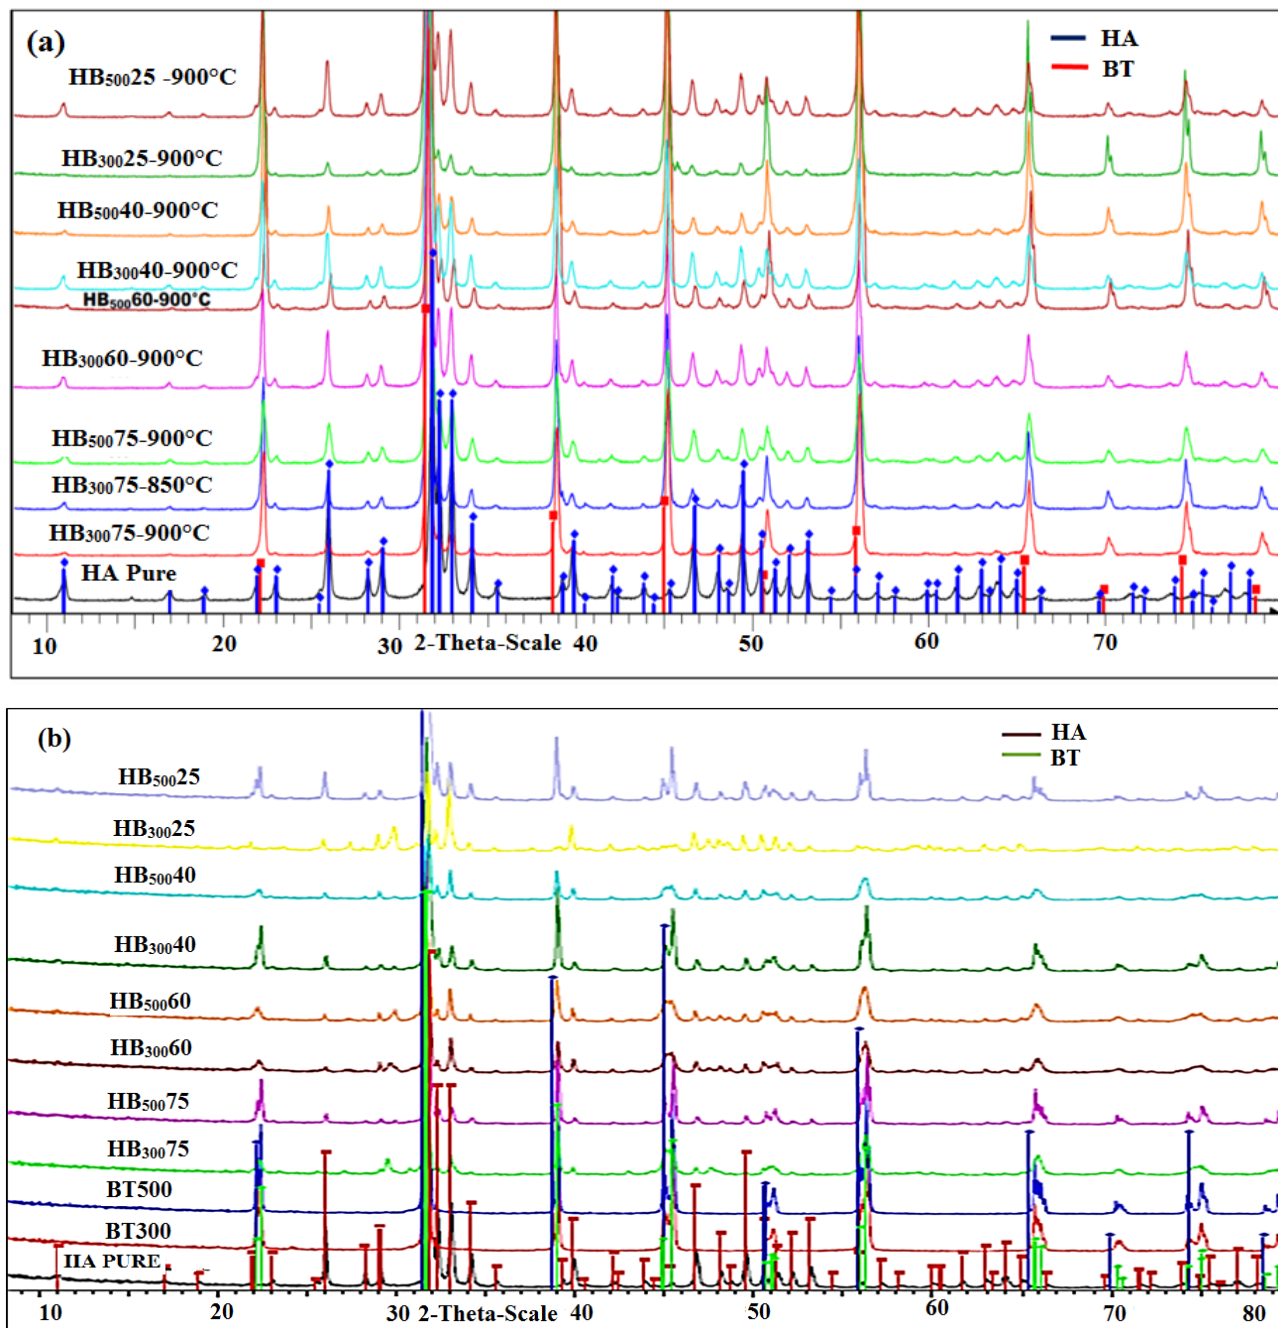 (a)
HA
BT
HB50025 -900°C
HB30025-900°C
HB50040-900°C
HB30040-900°C
HB50060-900°C
HB30060-900°C
HB50075-900°C
HB30075-850°C
HB30075-900°C
HA Pure
10 20 30 2-Theta-Scale 40 50 60 70
(b)
HA
BT
HB50025
HB30025
HB50040
HB30040
HB50060
HB30060
HB50075
HB30075
BT500
BT300
HA PURE
10 20 30 2-Theta-Scale 40 50 60 70 80